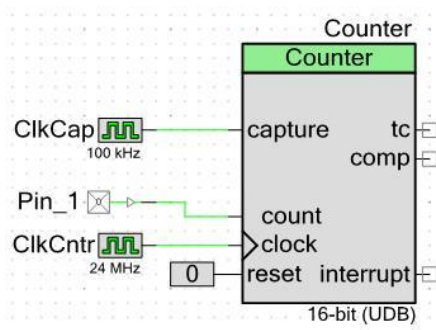 Counter
Counter
ClkCap
100 kHz
capture
tc
comp
Pin_1
count
ClkCntr
24 MHz
clock
0
reset
interrupt
16-bit (UDB)